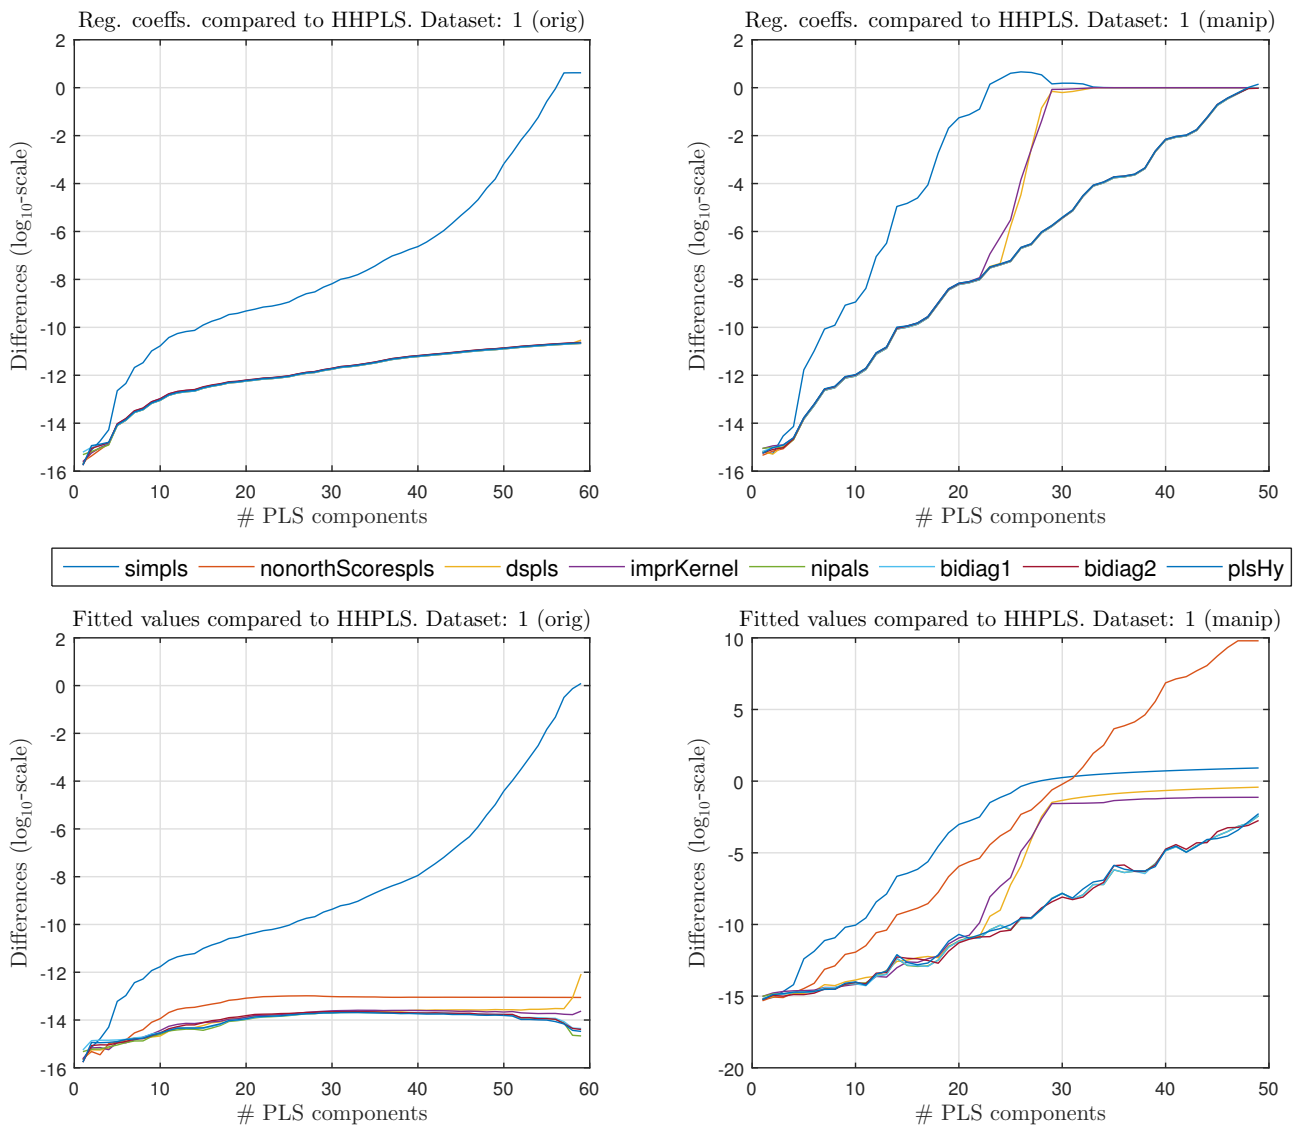 Reg. coeffs. compared to HHPLS. Dataset: 1 (orig)
2
0
-2
-4
-6
-8
-10
-12
-14
-16
Differences (log10-scale)
0 10 20 30 40 50 60
# PLS components
Reg. coeffs. compared to HHPLS. Dataset: 1 (manip)
2
0
-2
-4
-6
-8
-10
-12
-14
-16
Differences (log10-scale)
0 10 20 30 40 50
# PLS components
simpls nonorthScorespls dspls imprKernel nipals bidiag1 bidiag2 plsHy
Fitted values compared to HHPLS. Dataset: 1 (orig)
2
0
-2
-4
-6
-8
-10
-12
-14
-16
Differences (log10-scale)
0 10 20 30 40 50 60
# PLS components
Fitted values compared to HHPLS. Dataset: 1 (manip)
10
5
0
-5
-10
-15
-20
Differences (log10-scale)
0 10 20 30 40 50
# PLS components